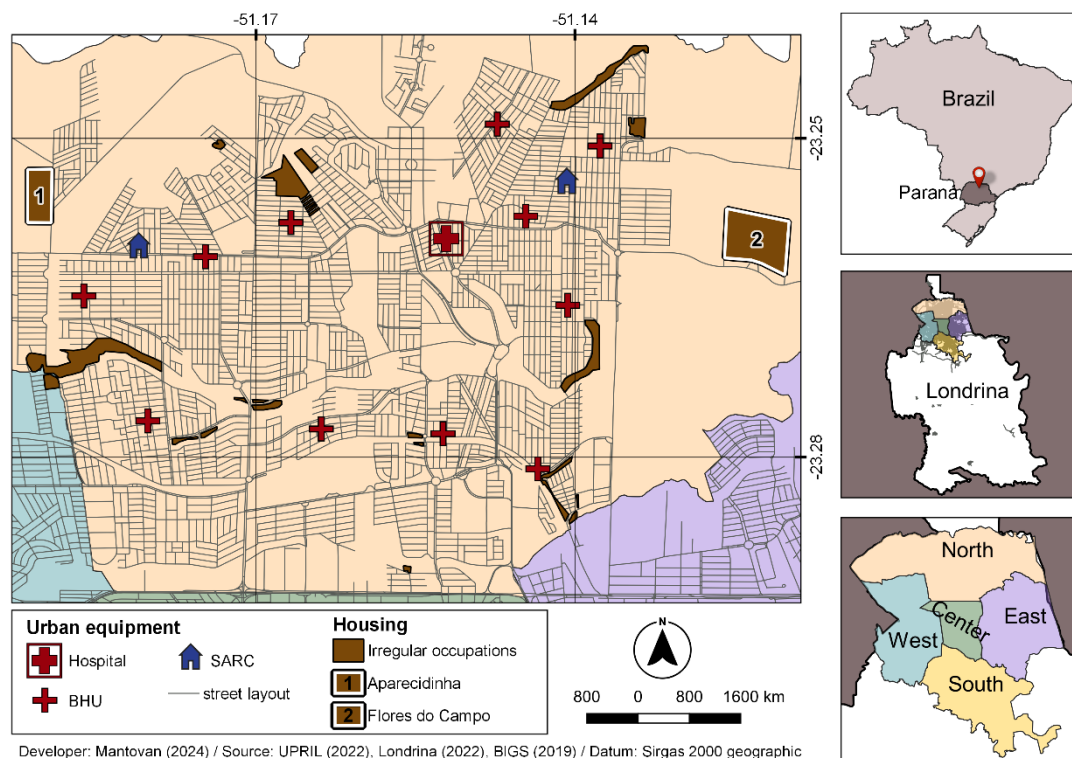 -51.17
-51.14
-23.25
-23.28
1
2
Urban equipment
Hospital
SARC
BHU
street layout
Housing
Irregular occupations
1 Aparecidinha
2 Flores do Campo
N
800 0 800 1600 km
Developer: Mantovan (2024) / Source: UPRIL (2022), Londrina (2022), BIGS (2019) / Datum: Sirgas 2000 geographic
Brazil
Paraná
Londrina
North
Center
East
West
South